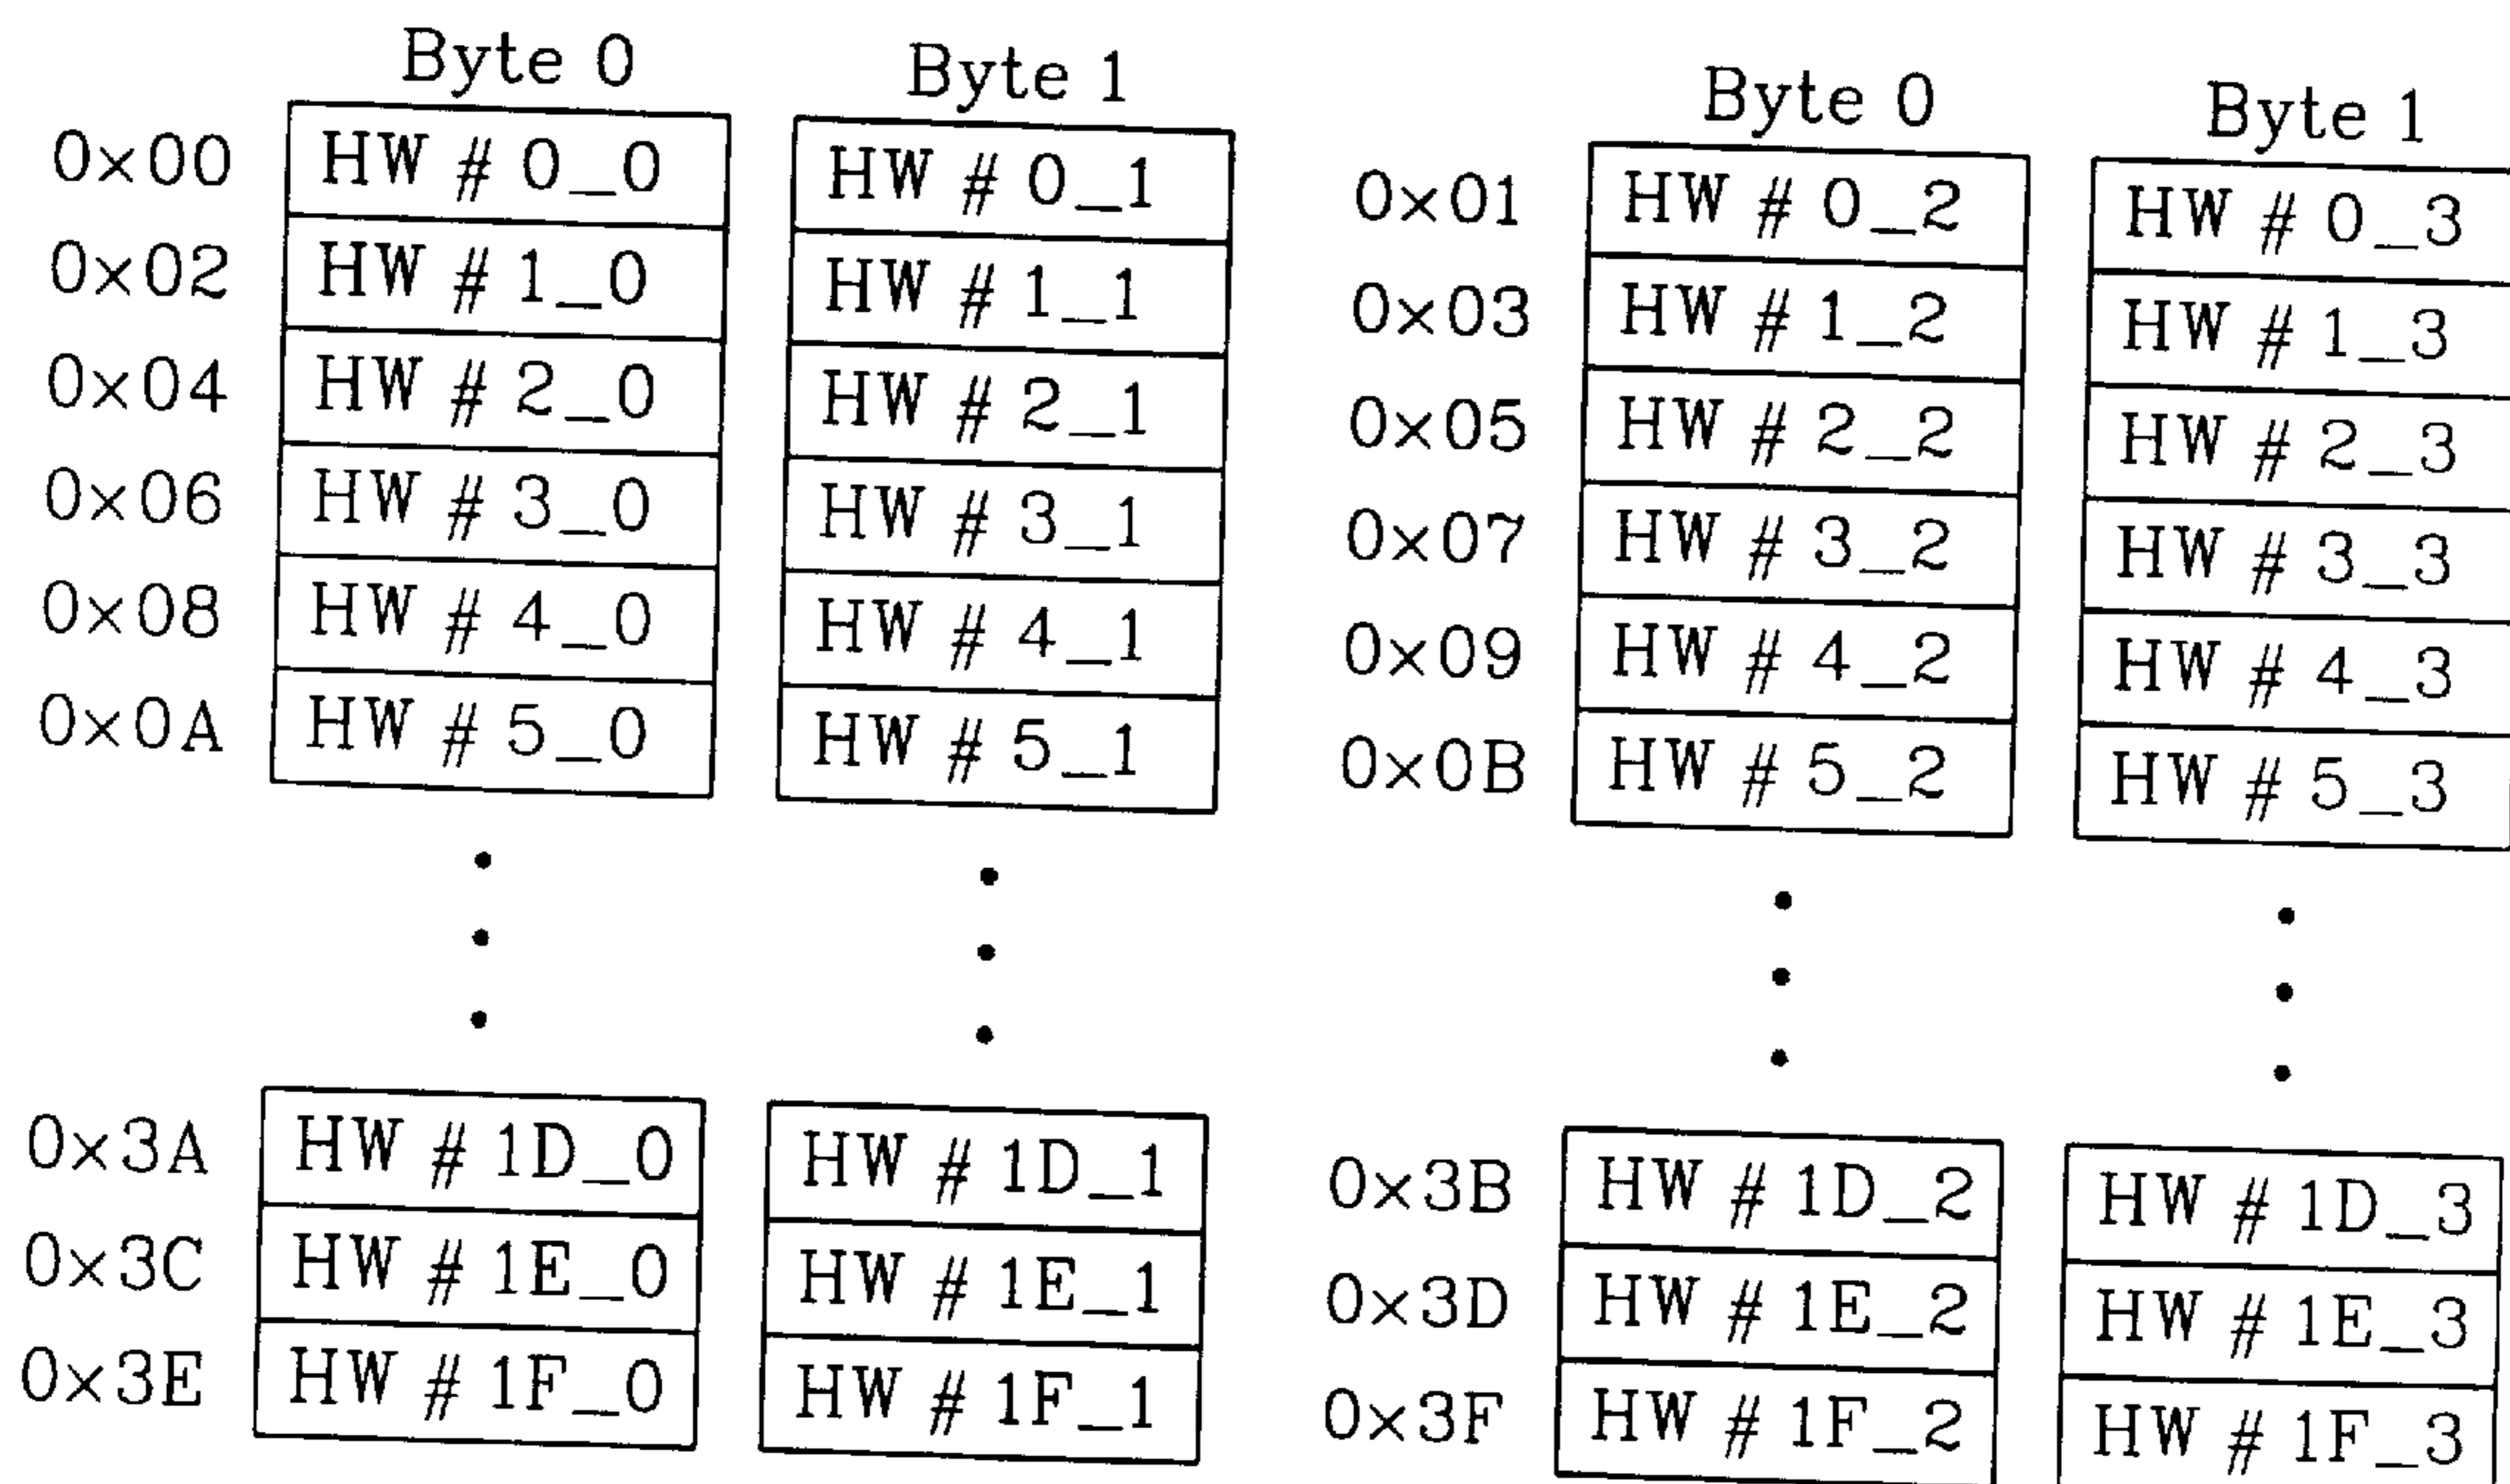 Byte 0 Byte 1 Byte 0 Byte 1
0×00 HW # 0_0 HW # 0_1 0×01 HW # 0_2 HW # 0_3
0×02 HW # 1_0 HW # 1_1 0×03 HW # 1_2 HW # 1_3
0×04 HW # 2_0 HW # 2_1 0×05 HW # 2_2 HW # 2_3
0×06 HW # 3_0 HW # 3_1 0×07 HW # 3_2 HW # 3_3
0×08 HW # 4_0 HW # 4_1 0×09 HW # 4_2 HW # 4_3
0×0A HW # 5_0 HW # 5_1 0×0B HW # 5_2 HW # 5_3
0×3A HW # 1D_0 HW # 1D_1 0×3B HW # 1D_2 HW # 1D_3
0×3C HW # 1E_0 HW # 1E_1 0×3D HW # 1E_2 HW # 1E_3
0×3E HW # 1F_0 HW # 1F_1 0×3F HW # 1F_2 HW # 1F_3